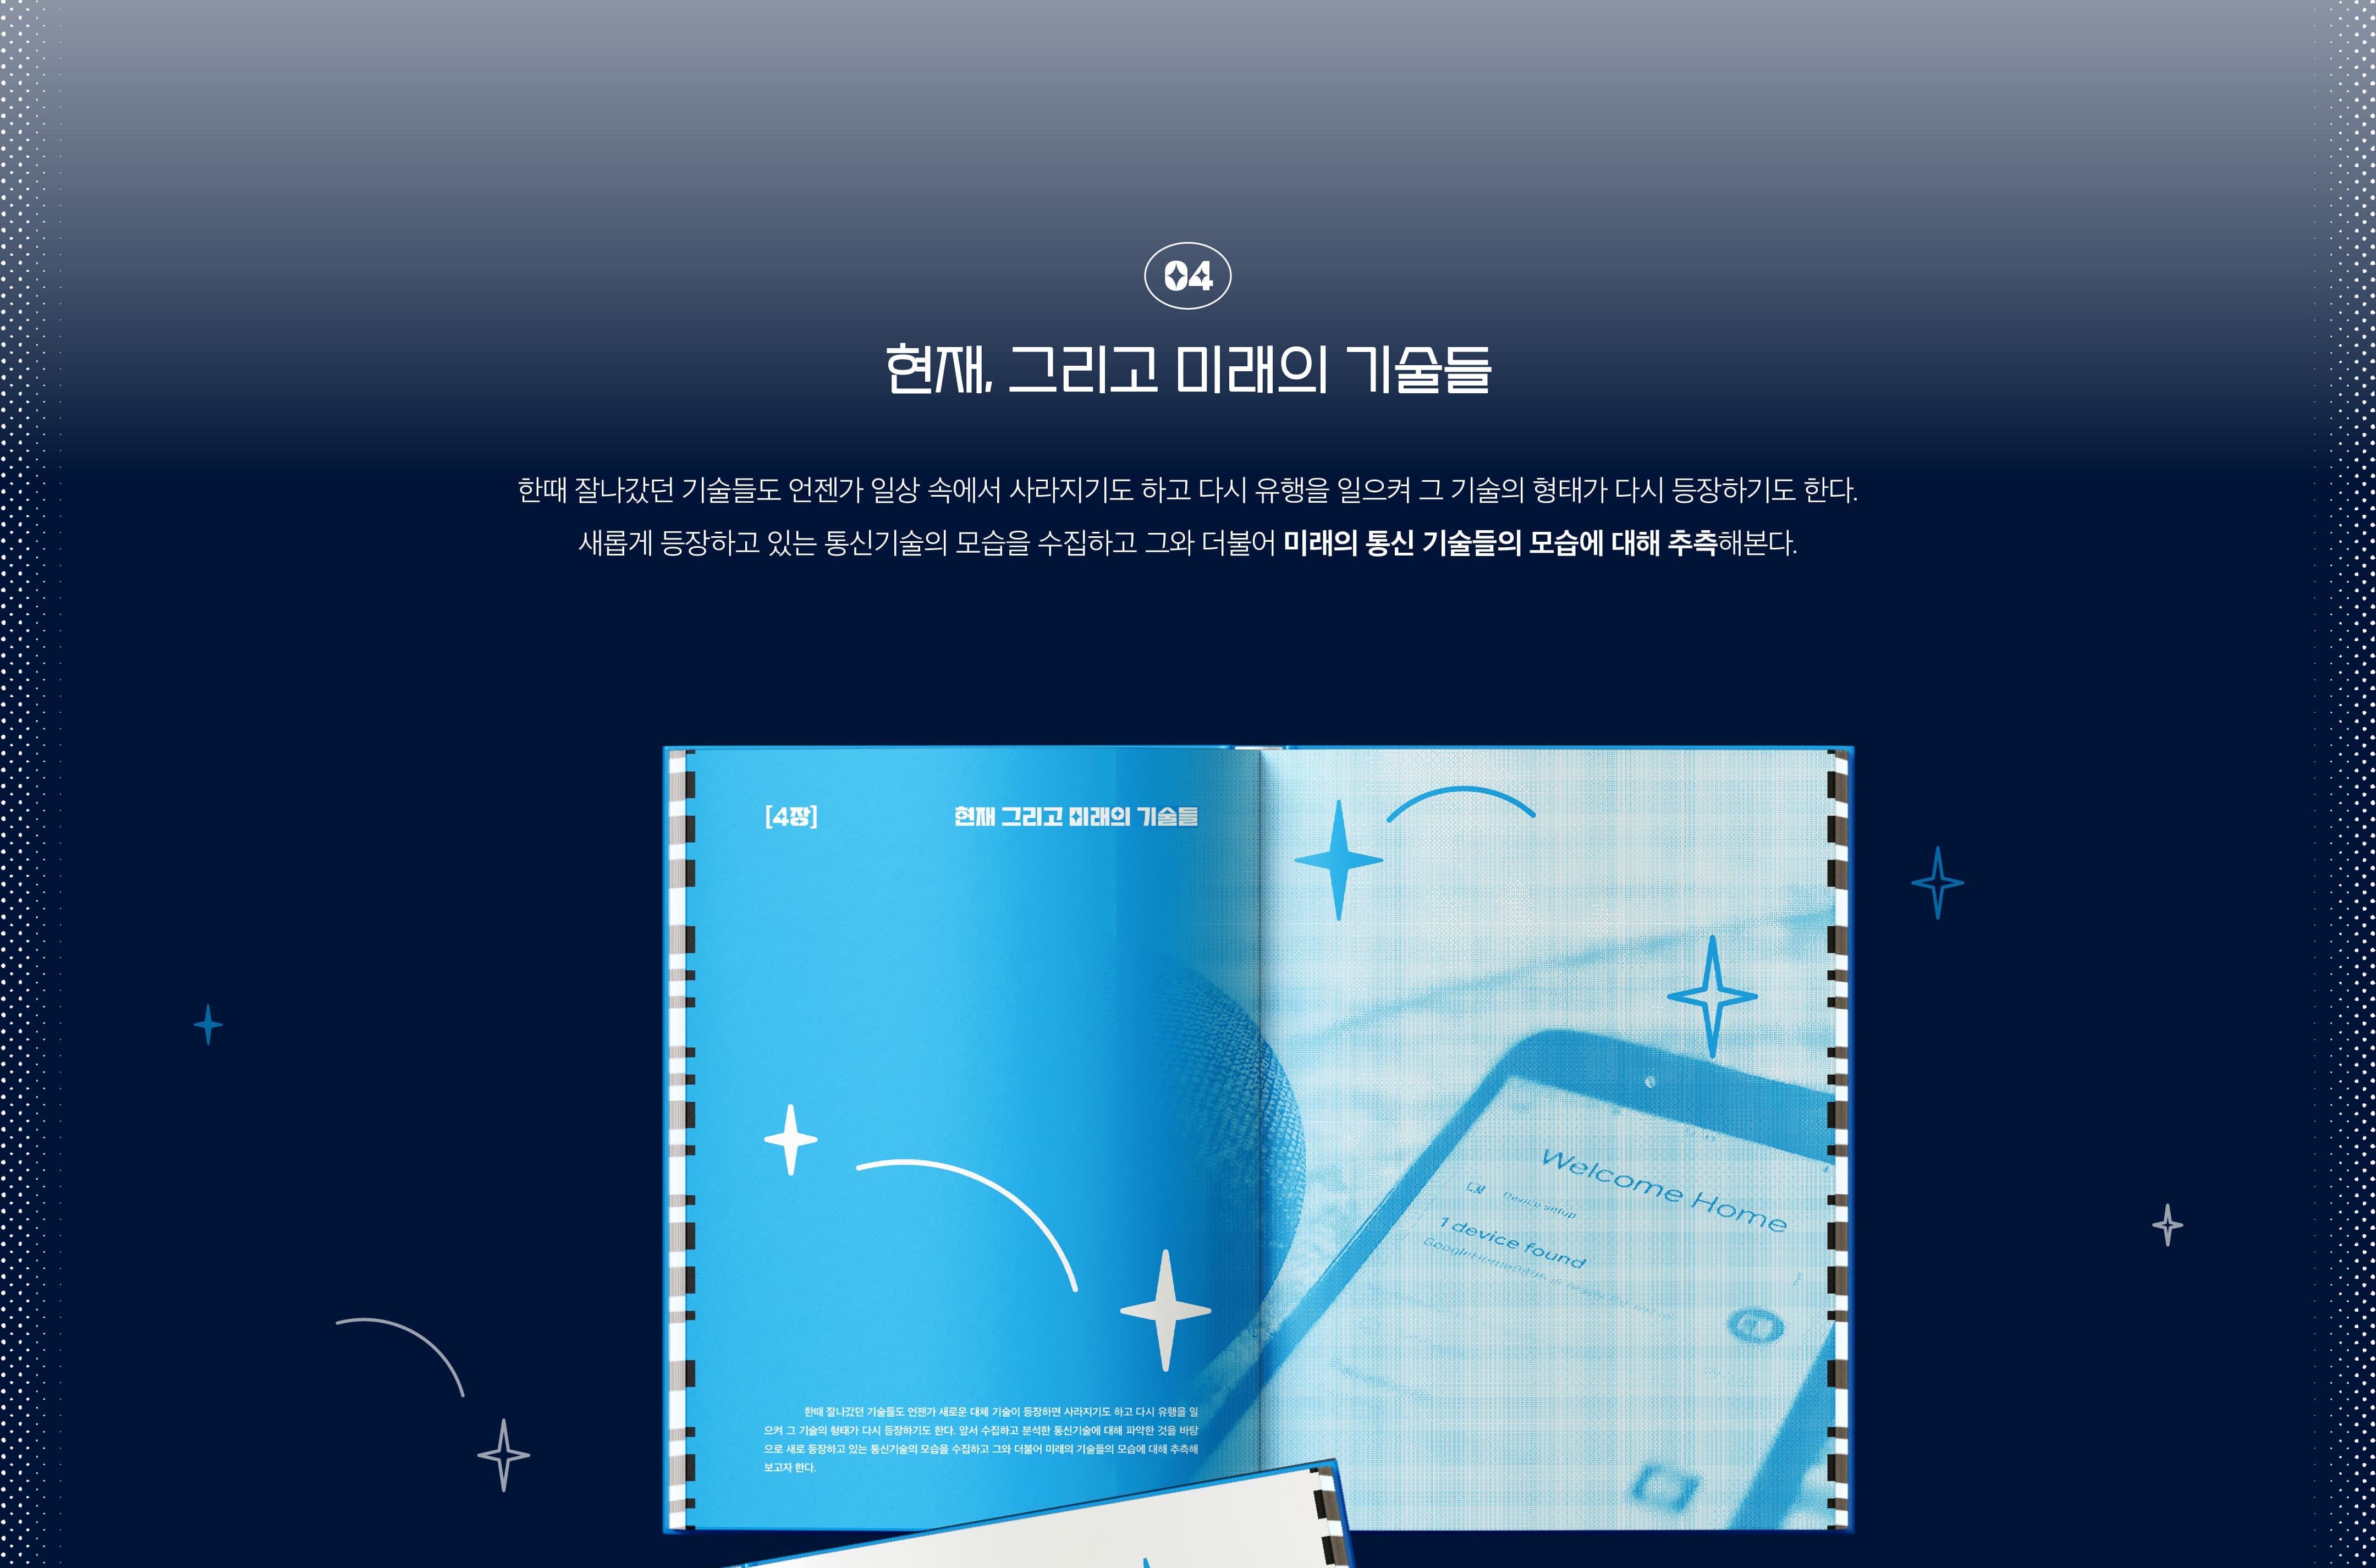 04
현재, 그리고 미래의 기술들
한때 잘나갔던 기술들도 언젠가 일상 속에서 사라지기도 하고 다시 유행을 일으켜 그 기술의 형태가 다시 등장하기도 한다.
새롭게 등장하고 있는 통신기술의 모습을 수집하고 그와 더불어 미래의 통신 기술들의 모습에 대해 추측해본다.
[4장]
현재 그리고 미래의 기술들
Welcome Home
Device setup
1 device found
한때 잘나갔던 기술들도 언젠가 새로운 대체 기술이 등장하면 사라지기도 하고 다시 유행을 일
으켜 그 기술의 형태가 다시 등장하기도 한다. 앞서 수집하고 분석한 통신기술에 대해 파악한 것을 바탕
으로 새로 등장하고 있는 통신기술의 모습을 수집하고 그와 더불어 미래의 기술들의 모습에 대해 추측해
보고자 한다.